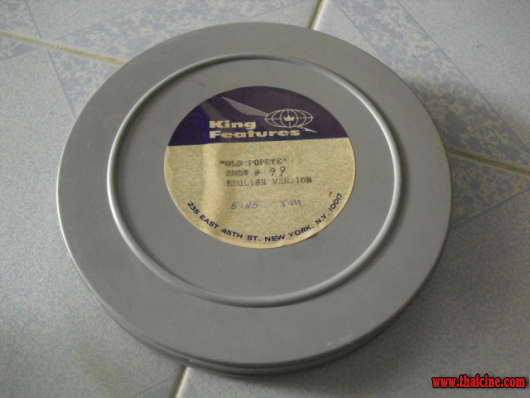 King
Features
"OLD POPEYE"
SHOW # 99
ENGLISH VERSION
235 EAST 45TH ST., NEW YORK, N.Y. 10017
www.thaicine.com